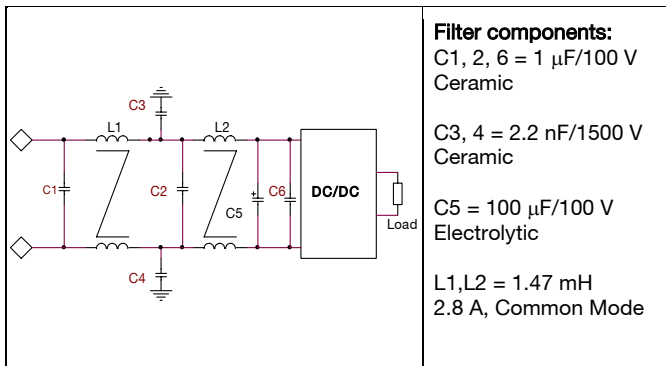 C3
L1
L2
C1
C2
C5
+
C6
DC/DC
Load
C4
Filter components:
C1, 2, 6 = 1 μF/100 V
Ceramic
C3, 4 = 2.2 nF/1500 V
Ceramic
C5 = 100 μF/100 V
Electrolytic
L1,L2 = 1.47 mH
2.8 A, Common Mode